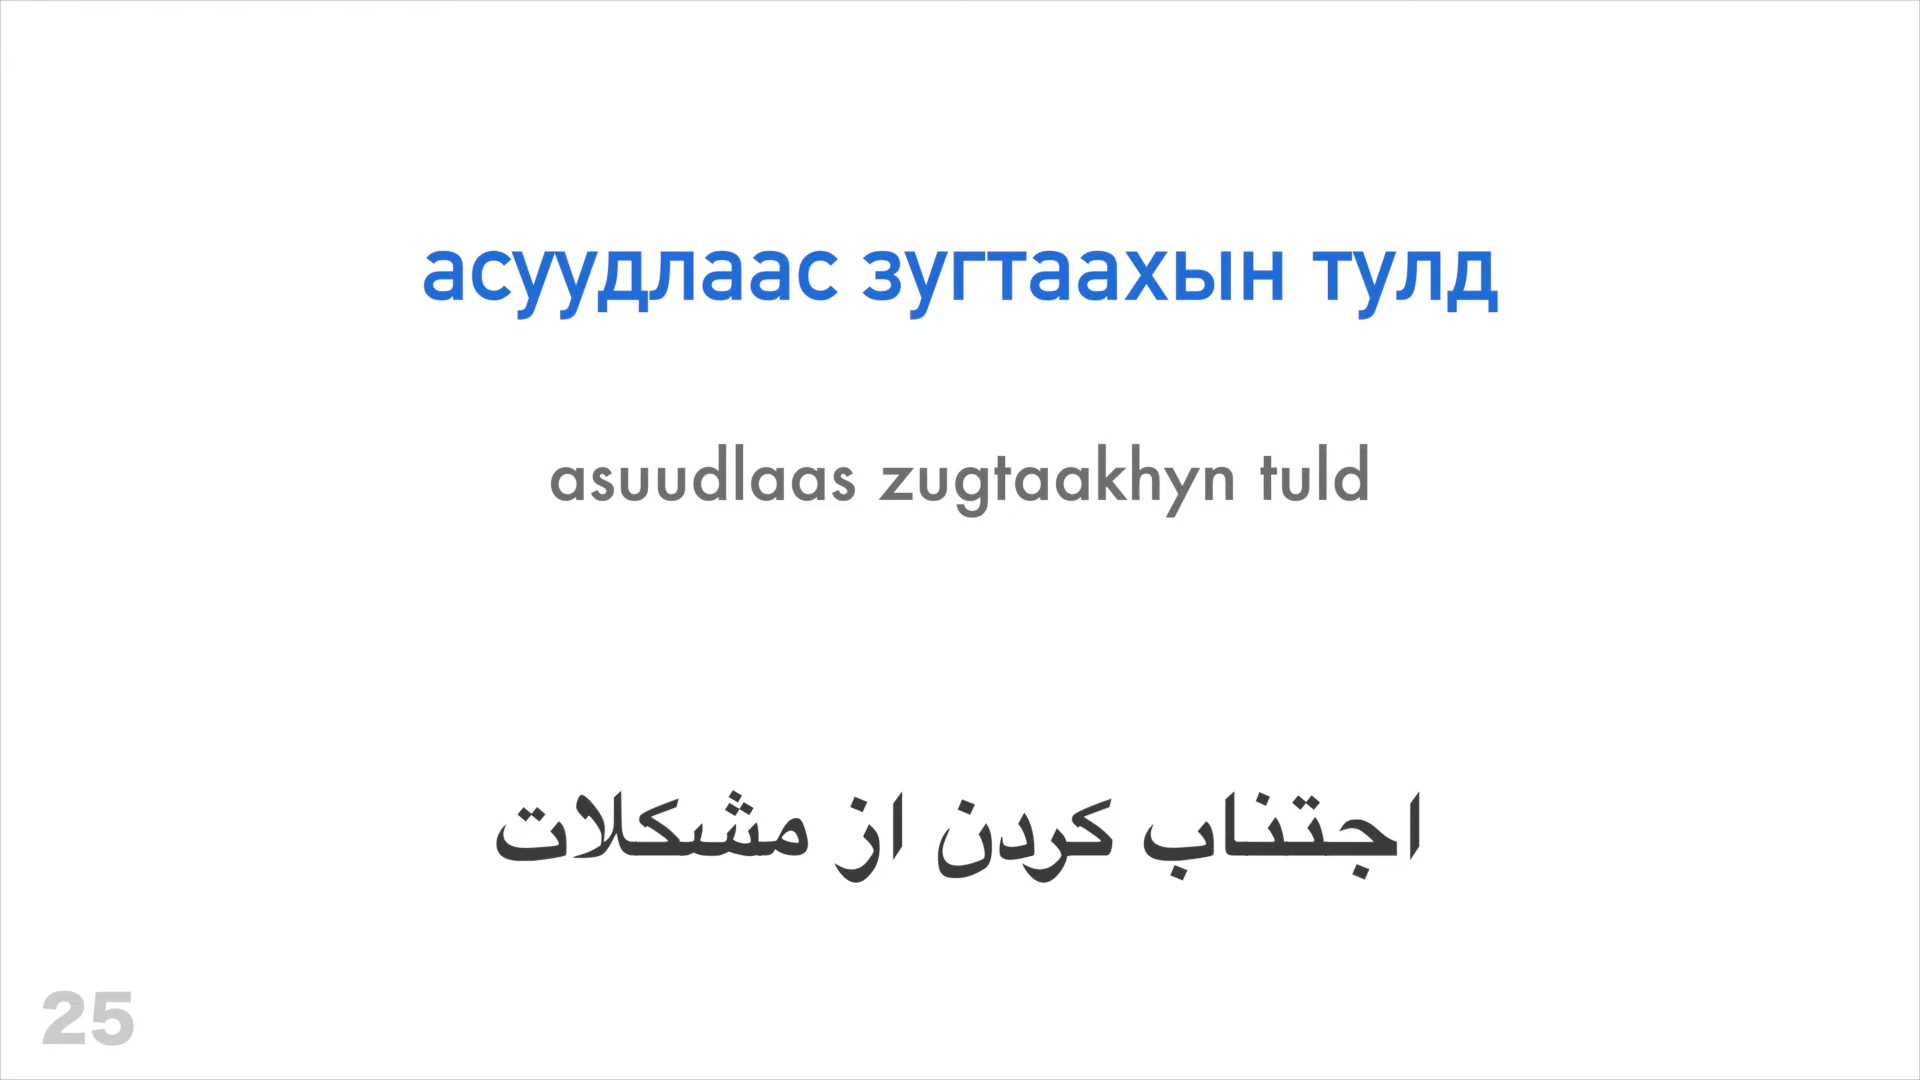 асуудлаас зугтаахын тулд
asuudlaas zugtaakhyn tuld
اجتناب کردن از مشکلات
25